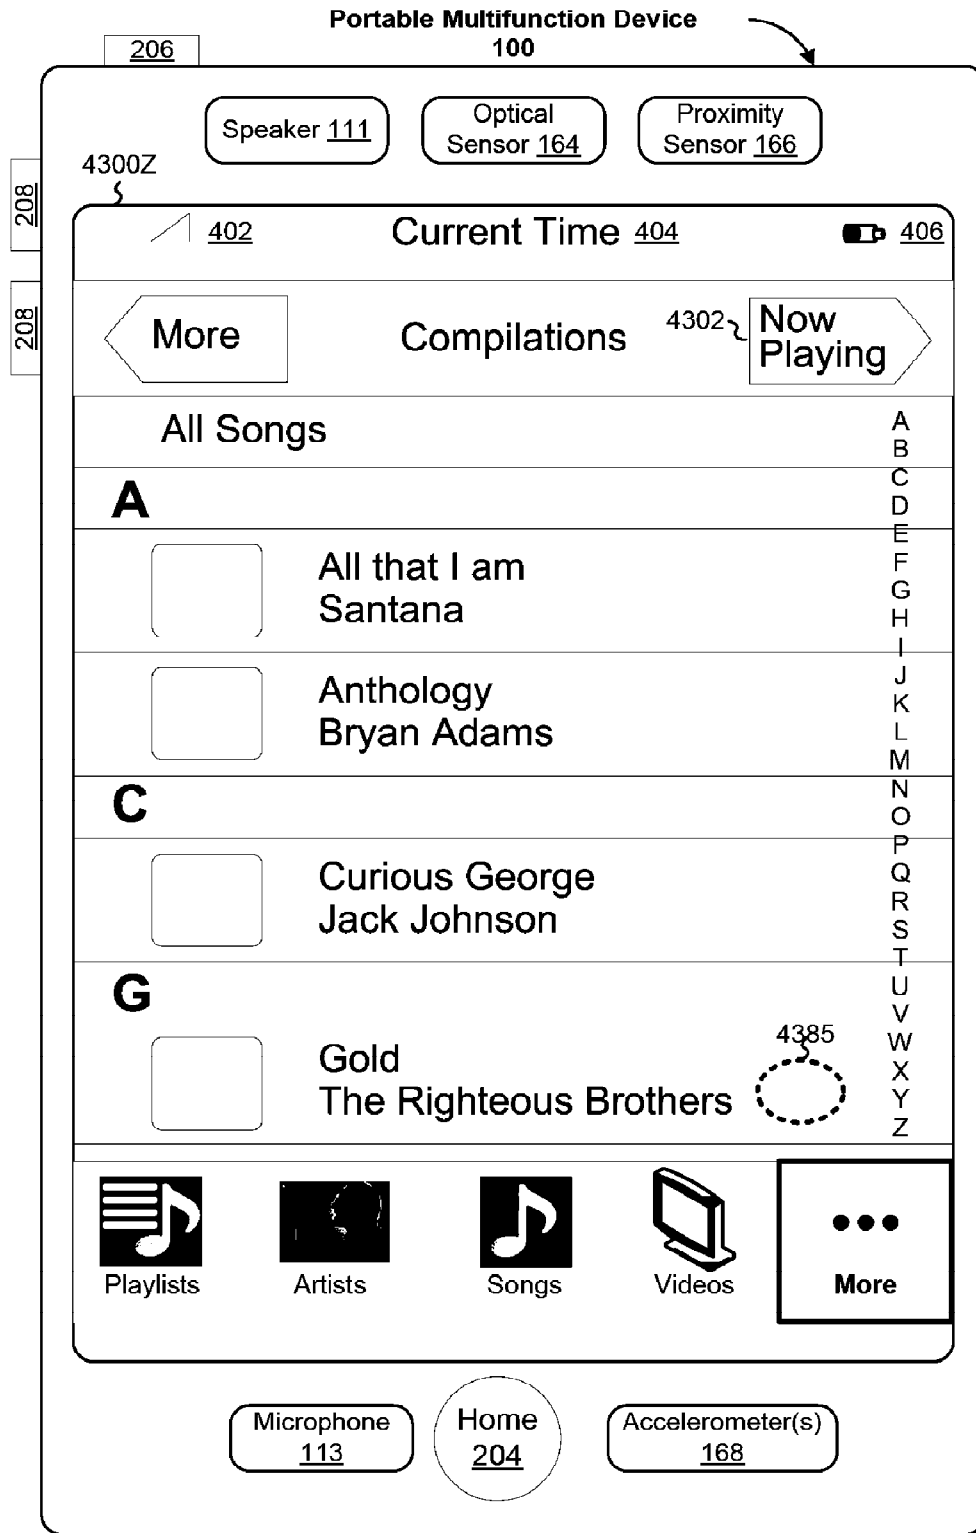 Portable Multifunction Device
100
206
Speaker 111
Optical
Sensor 164
Proximity
Sensor 166
208
208
4300Z
402
Current Time 404
406
More
Compilations
4302
Now
Playing
All Songs
A
All that I am
Santana
Anthology
Bryan Adams
C
Curious George
Jack Johnson
G
Gold
The Righteous Brothers
4385
A
B
C
D
E
F
G
H
I
J
K
L
M
N
O
P
Q
R
S
T
U
V
W
X
Y
Z
Playlists
Artists
Songs
Videos
More
Microphone
113
Home
204
Accelerometer(s)
168